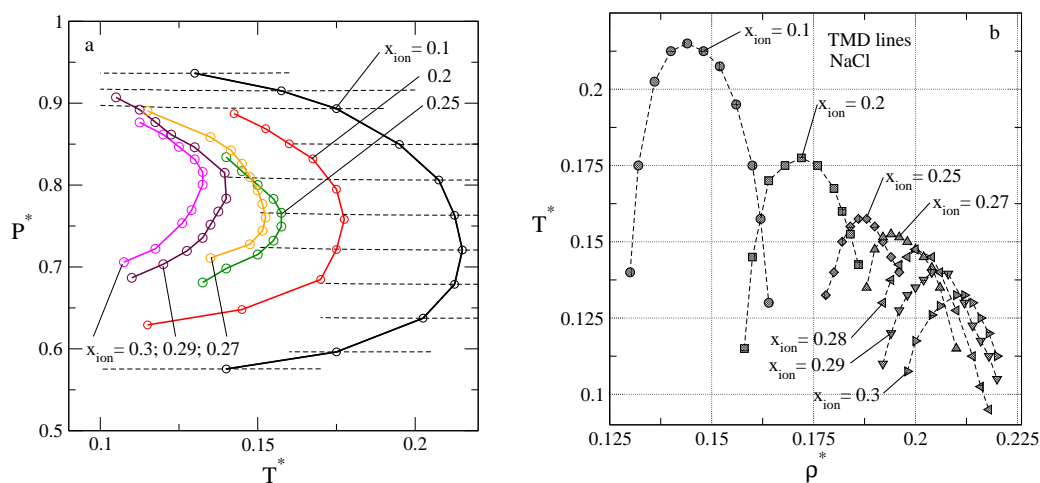 a
x_ion= 0.1
0.2
0.25
x_ion= 0.3; 0.29; 0.27
1
0.9
0.8
0.7
0.6
0.5
P*
0.1
0.15
0.2
T*
b
TMD lines
NaCl
x_ion= 0.1
x_ion= 0.2
x_ion= 0.25
x_ion= 0.27
x_ion= 0.28
x_ion= 0.29
x_ion= 0.3
0.2
0.175
0.15
0.125
0.1
T*
0.125
0.15
0.175
0.2
0.225
ρ*